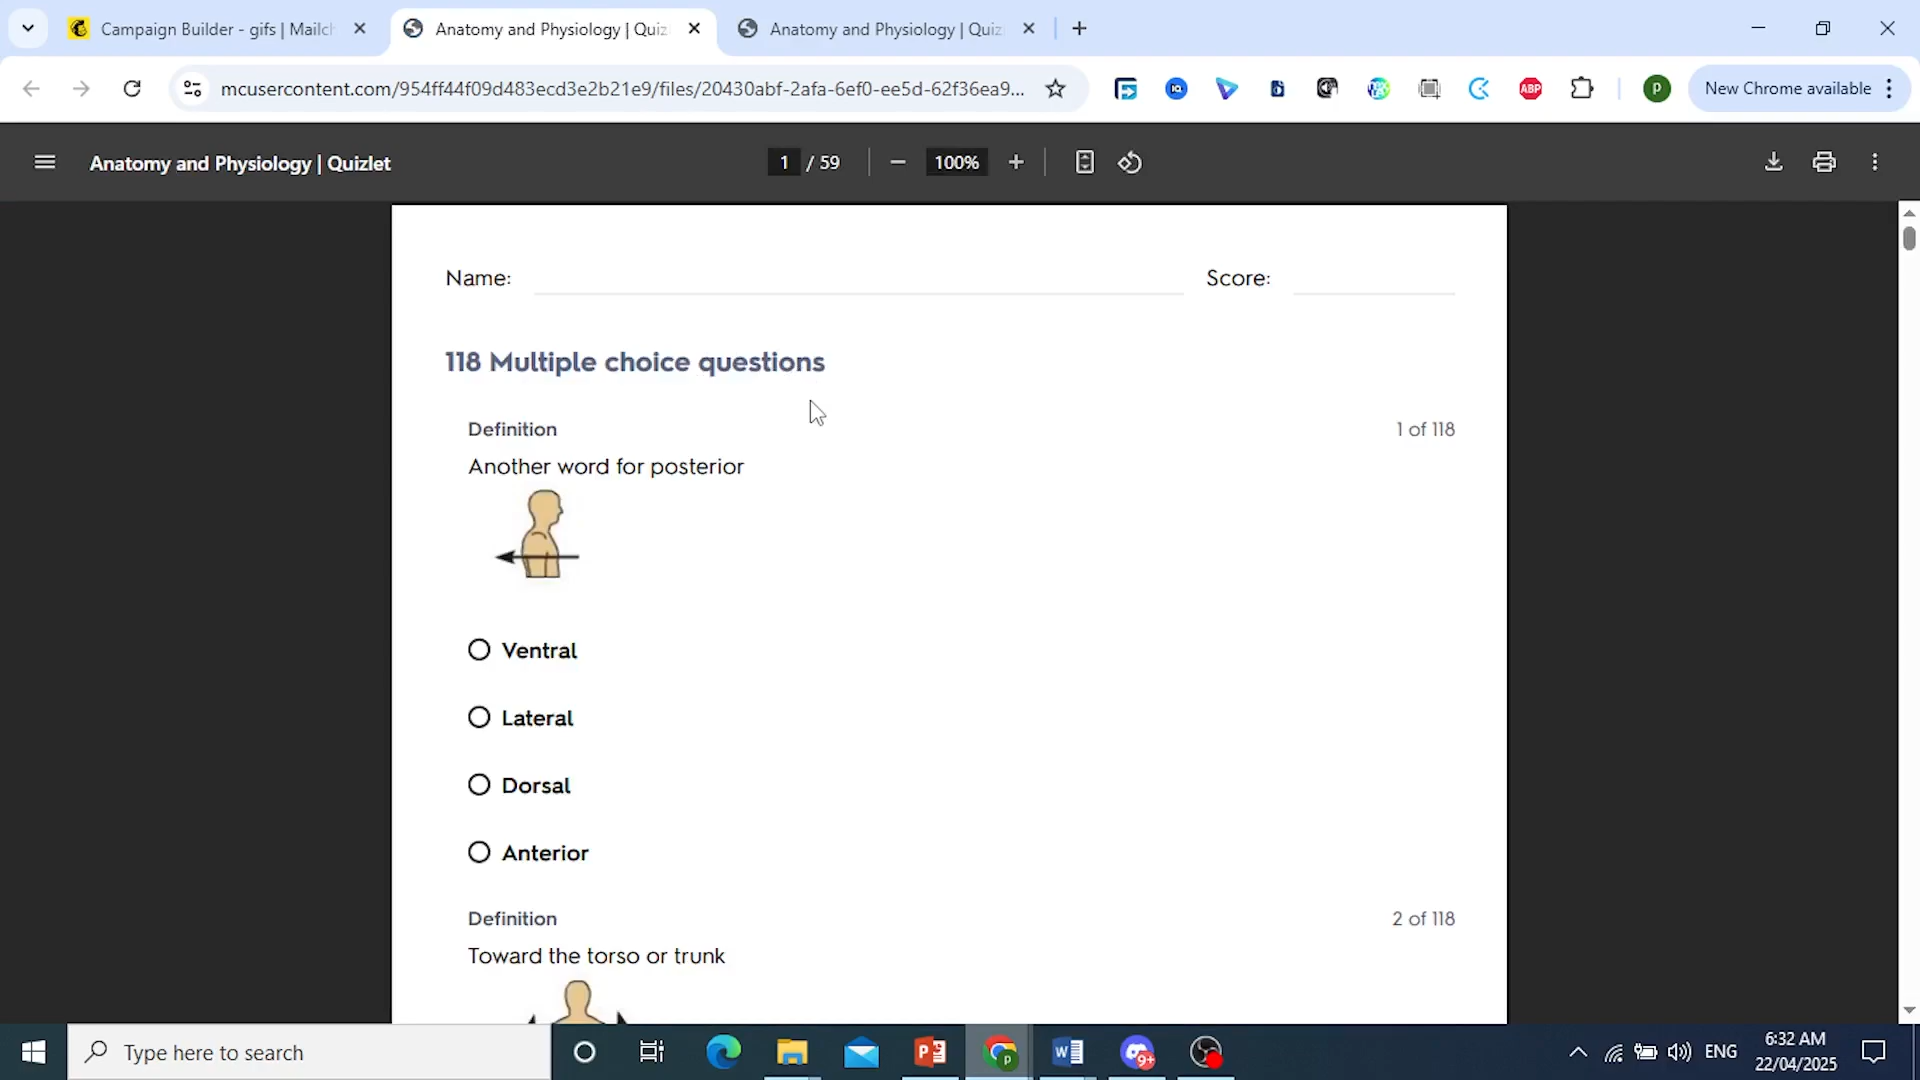 Campaign Builder - gifs | Mailch
Anatomy and Physiology | Quiz
Anatomy and Physiology | Quiz
mcusercontent.com/954ff44f09d483ecd3e2b21e9/files/20430abf-2afa-6ef0-ee5d-62f36ea9...
ABP
P
New Chrome available
Anatomy and Physiology | Quizlet
1 / 59
100%
Name:
Score:
118 Multiple choice questions
Definition
1 of 118
Another word for posterior
Ventral
Lateral
Dorsal
Anterior
Definition
2 of 118
Toward the torso or trunk
Type here to search
9+
ENG
6:32 AM
22/04/2025